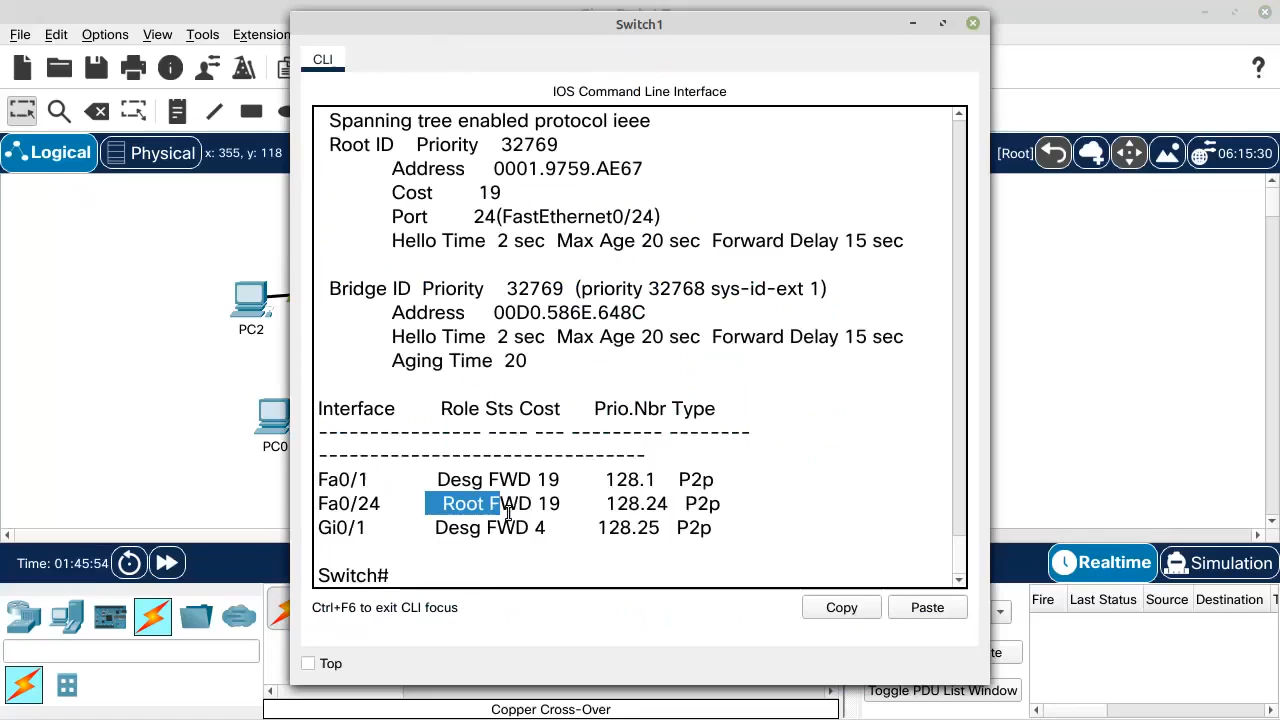 Switch1
File Edit Options View Tools Extension
CLI
IOS Command Line Interface
Logical Physical x: 355, y: 118
[Root] 06:15:30
Spanning tree enabled protocol ieee
Root ID Priority 32769
Address 0001.9759.AE67
Cost 19
Port 24(FastEthernet0/24)
Hello Time 2 sec Max Age 20 sec Forward Delay 15 sec
Bridge ID Priority 32769 (priority 32768 sys-id-ext 1)
Address 00D0.586E.648C
Hello Time 2 sec Max Age 20 sec Forward Delay 15 sec
Aging Time 20
Interface Role Sts Cost Prio.Nbr Type
---------------- ---- --- --------- --------
--------------------------------
Fa0/1 Desg FWD 19 128.1 P2p
Fa0/24 Root FWD 19 128.24 P2p
Gi0/1 Desg FWD 4 128.25 P2p
Switch#
PC2
PC0
Ctrl+F6 to exit CLI focus
Copy Paste
Top
Time: 01:45:54
Realtime Simulation
Fire Last Status Source Destination
Toggle PDU List Window
Copper Cross-Over